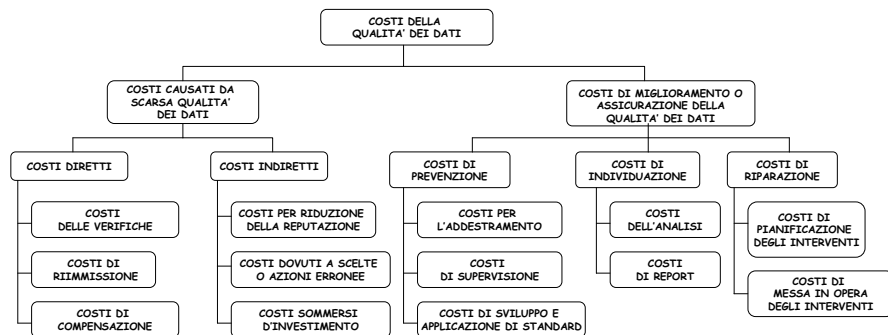 COSTI DELLA
QUALITA' DEI DATI
COSTI CAUSATI DA
SCARSA QUALITA'
DEI DATI
COSTI DI MIGLIORAMENTO O
ASSICURAZIONE DELLA
QUALITA' DEI DATI
COSTI DIRETTI
COSTI INDIRETTI
COSTI DI
PREVENZIONE
COSTI DI
INDIVIDUAZIONE
COSTI DI
RIPARAZIONE
COSTI
DELLE VERIFICHE
COSTI DI
RIIMMISSIONE
COSTI DI
COMPENSAZIONE
COSTI PER RIDUZIONE
DELLA REPUTAZIONE
COSTI DOVUTI A SCELTE
O AZIONI ERRONEE
COSTI SOMMERSI
D'INVESTIMENTO
COSTI PER
L'ADDESTRAMENTO
COSTI
DI SUPERVISIONE
COSTI DI SVILUPPO E
APPLICAZIONE DI STANDARD
COSTI
DELL'ANALISI
COSTI
DI REPORT
COSTI DI
PIANIFICAZIONE
DEGLI INTERVENTI
COSTI DI
MESSA IN OPERA
DEGLI INTERVENTI